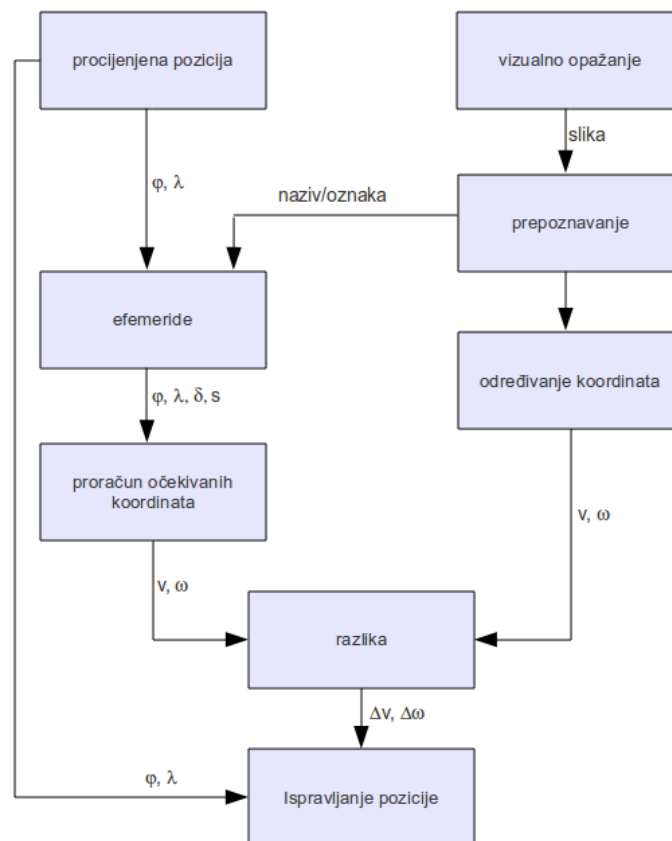 procijenjena pozicija
vizualno opažanje
slika
φ, λ
naziv/oznaka
prepoznavanje
efemeride
određivanje koordinata
φ, λ, δ, s
proračun očekivanih
koordinata
v, ω
v, ω
razlika
Δv, Δω
φ, λ
Ispravljanje pozicije